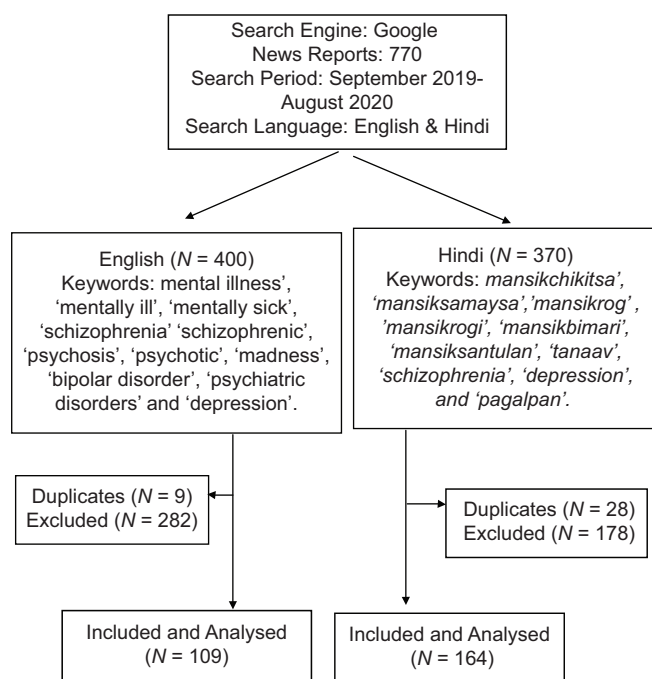 Search Engine: Google
News Reports: 770
Search Period: September 2019-
August 2020
Search Language: English & Hindi
English (N = 400)
Keywords: mental illness’,
‘mentally ill’, ‘mentally sick’,
‘schizophrenia’ ‘schizophrenic’,
‘psychosis’, ‘psychotic’, ‘madness’,
‘bipolar disorder’, ‘psychiatric
disorders’ and ‘depression’.
Hindi (N = 370)
Keywords: mansikchikitsa’,
‘mansiksamaysa’,’mansikrog’ ,
’mansikrogi’, ‘mansikbimari’,
‘mansiksantulan’, ‘tanaav’,
‘schizophrenia’, ‘depression’,
and ‘pagalpan’.
Duplicates (N = 9)
Excluded (N = 282)
Duplicates (N = 28)
Excluded (N = 178)
Included and Analysed
(N = 109)
Included and Analysed
(N = 164)